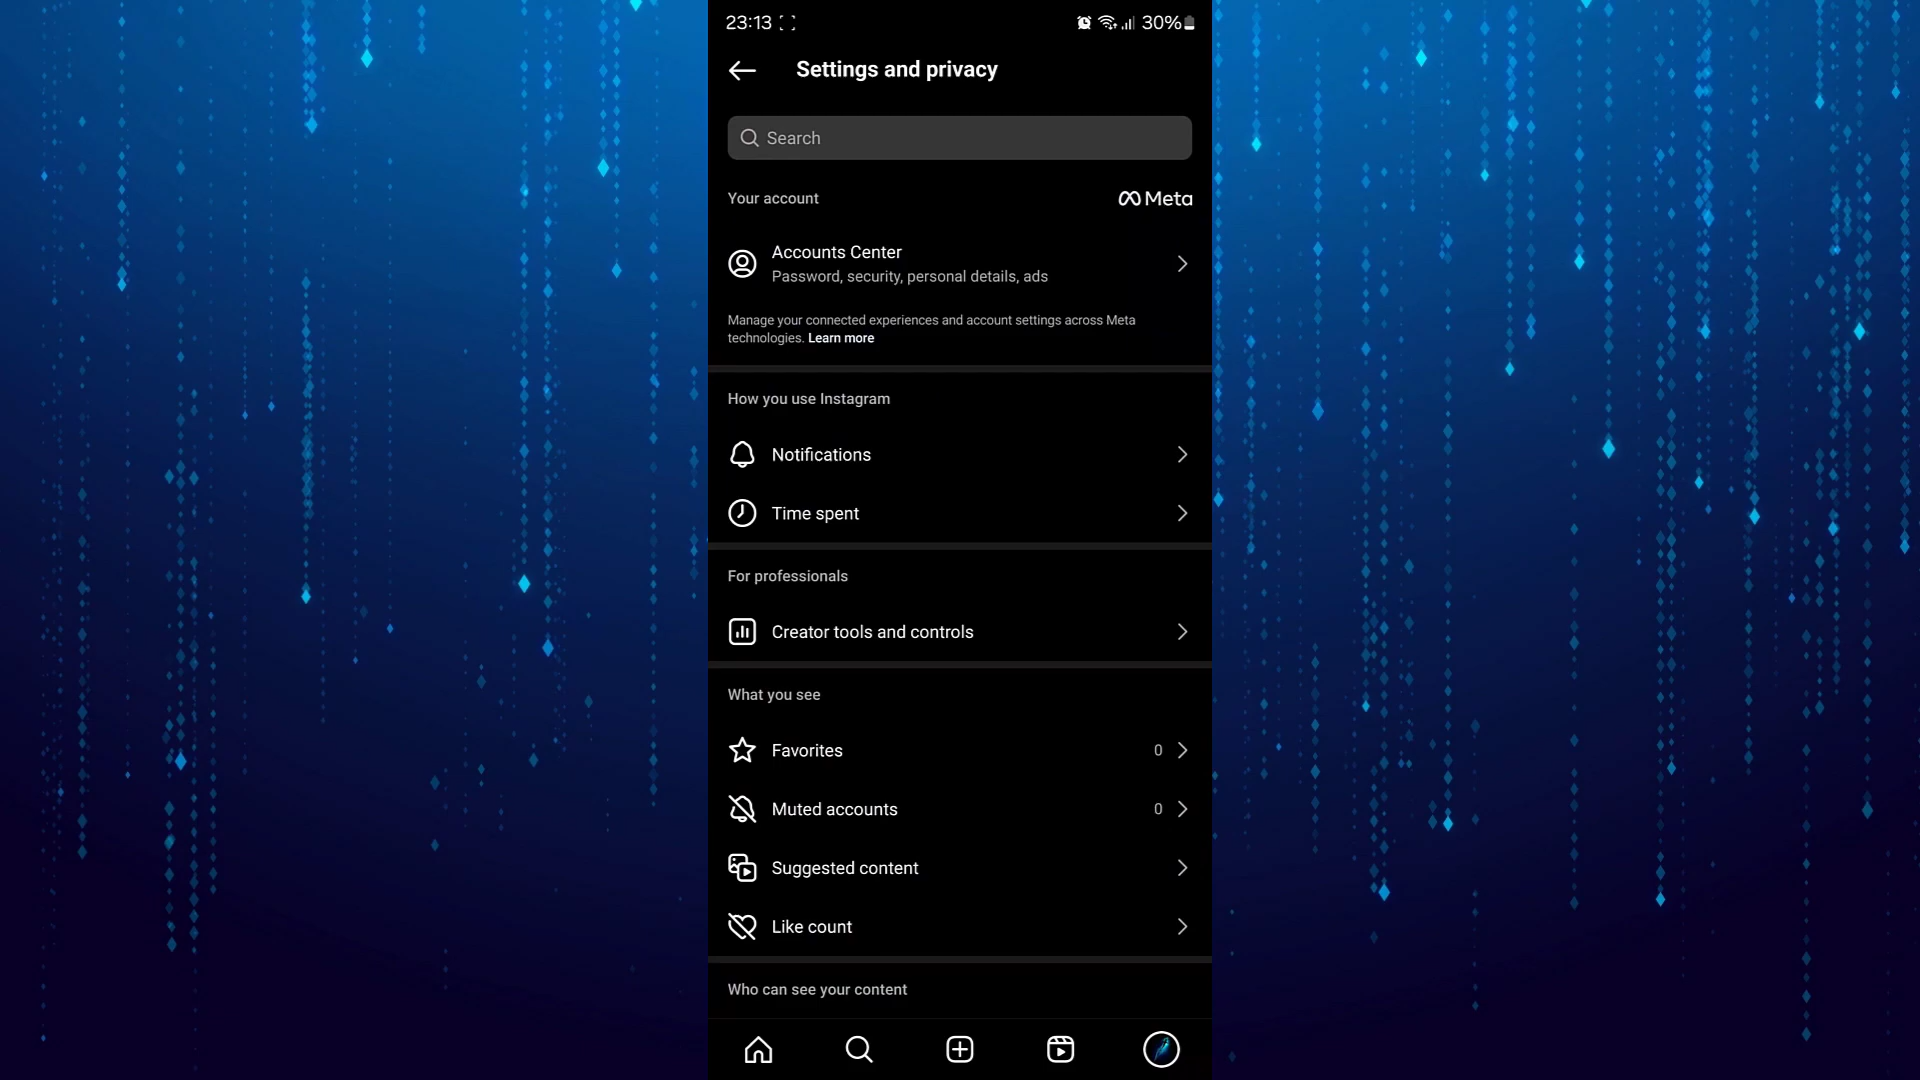 23:13 30%
Settings and privacy
Search
Your account Meta
Accounts Center
Password, security, personal details, ads
Manage your connected experiences and account settings across Meta
technologies. Learn more
How you use Instagram
Notifications
Time spent
For professionals
Creator tools and controls
What you see
Favorites 0
Muted accounts 0
Suggested content
Like count
Who can see your content